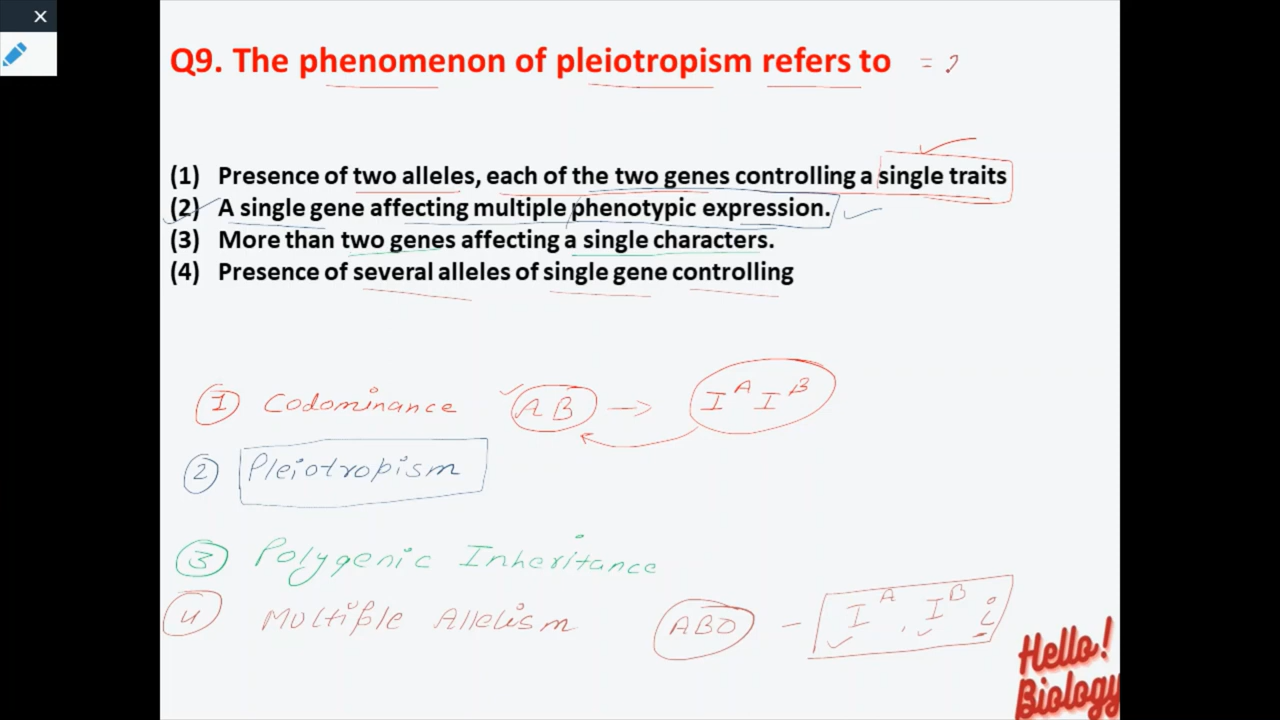 Q9. The phenomenon of pleiotropism refers to = ?
(1) Presence of two alleles, each of the two genes controlling a single traits
(2) A single gene affecting multiple phenotypic expression.
(3) More than two genes affecting a single characters.
(4) Presence of several alleles of single gene controlling
1 Codominance AB → I^A I^B
2 Pleiotropism
3 Polygenic Inheritance
4 Multiple Allelism ABO - I^A, I^B i
Hello!
Biology